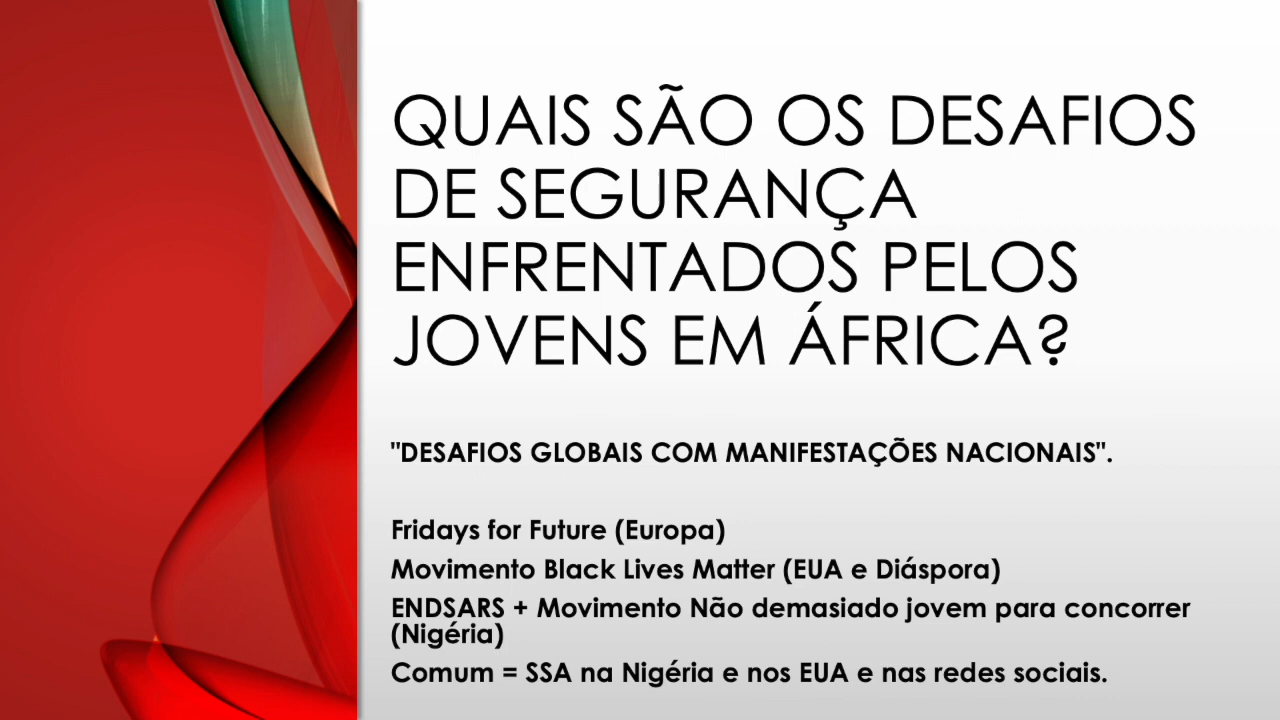 QUAIS SÃO OS DESAFIOS
DE SEGURANÇA
ENFRENTADOS PELOS
JOVENS EM ÁFRICA?
"DESAFIOS GLOBAIS COM MANIFESTAÇÕES NACIONAIS".
Fridays for Future (Europa)
Movimento Black Lives Matter (EUA e Diáspora)
ENDSARS + Movimento Não demasiado jovem para concorrer
(Nigéria)
Comum = SSA na Nigéria e nos EUA e nas redes sociais.